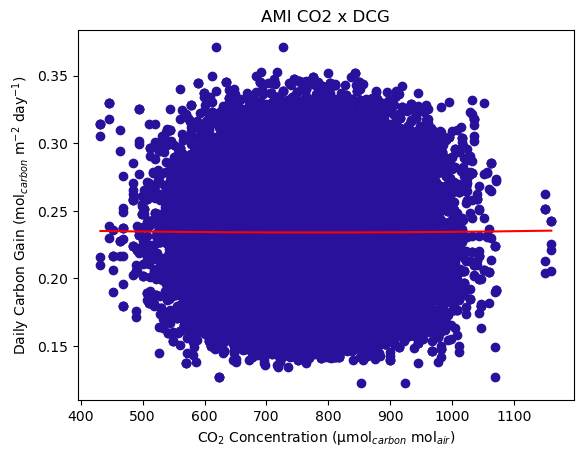 AMI CO2 x DCG
Daily Carbon Gain (mol_carbon m⁻² day⁻¹)
0.35
0.30
0.25
0.20
0.15
400 500 600 700 800 900 1000 1100
CO₂ Concentration (μmol_carbon mol_air)